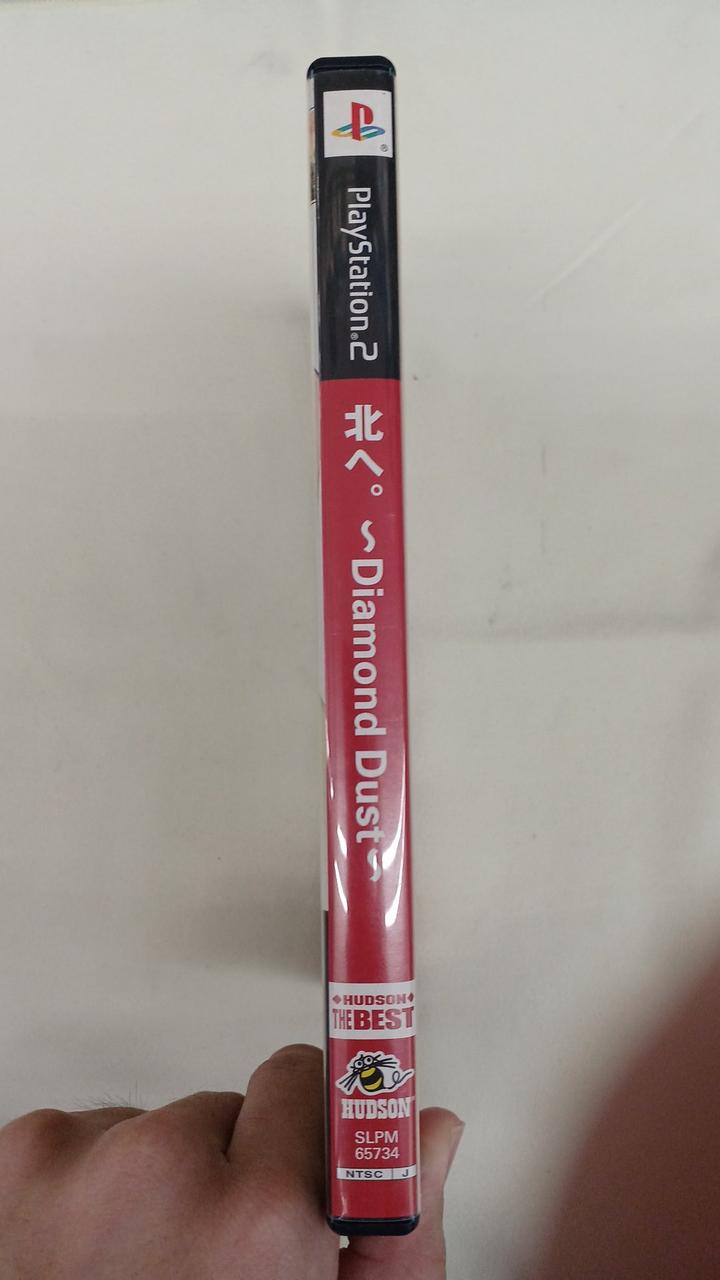 PlayStation®2
北へ。 ～Diamond Dust～
HUDSON
THE BEST
HUDSON
SLPM
65734
NTSC J